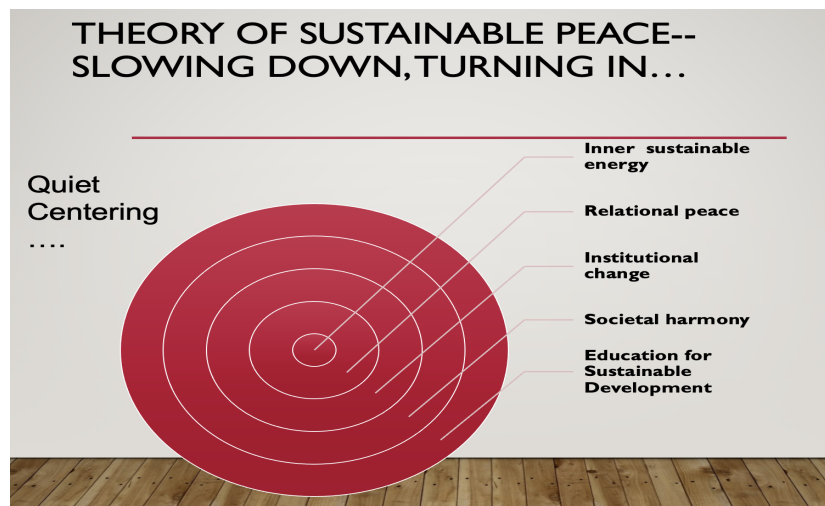 THEORY OF SUSTAINABLE PEACE--
SLOWING DOWN, TURNING IN...
Quiet
Centering
....
Inner sustainable
energy
Relational peace
Institutional
change
Societal harmony
Education for
Sustainable
Development